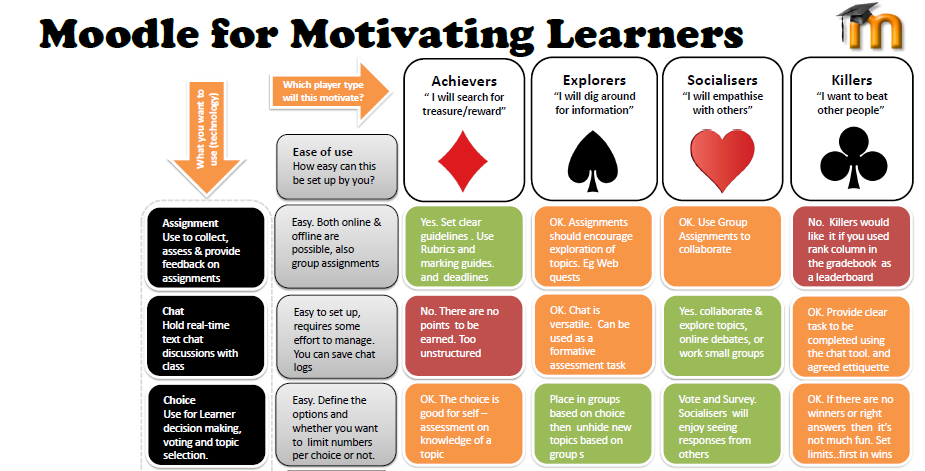 Moodle for Motivating Learners
m
What you want to
use (technology)
Which player type
will this motivate?
Achievers
“ I will search for
treasure/reward”
Explorers
“I will dig around
for information”
Socialisers
“I will empathise
with others”
Killers
“I want to beat
other people”
Ease of use
How easy can this
be set up by you?
Assignment
Use to collect,
assess & provide
feedback on
assignments
Easy. Both online &
offline are
possible, also
group assignments
Yes. Set clear
guidelines . Use
Rubrics and
marking guides.
and deadlines
OK. Assignments
should encourage
exploration of
topics. Eg Web
quests
OK. Use Group
Assignments to
collaborate
No. Killers would
like it if you used
rank column in
the gradebook as
a leaderboard
Chat
Hold real-time
text chat
discussions with
class
Easy to set up,
requires some
effort to manage.
You can save chat
logs
No. There are no
points to be
earned. Too
unstructured
OK. Chat is
versatile. Can be
used as a
formative
assessment task
Yes. collaborate &
explore topics,
online debates, or
work small groups
OK. Provide clear
task to be
completed using
the chat tool. and
agreed ettiquette
Choice
Use for Learner
decision making,
voting and topic
selection.
Easy. Define the
options and
whether you want
to limit numbers
per choice or not.
OK. The choice is
good for self –
assessment on
knowledge of a
topic
Place in groups
based on choice
then unhide new
topics based on
group s
Vote and Survey.
Socialisers will
enjoy seeing
responses from
others
OK. If there are no
winners or right
answers then it's
not much fun. Set
limits..first in wins